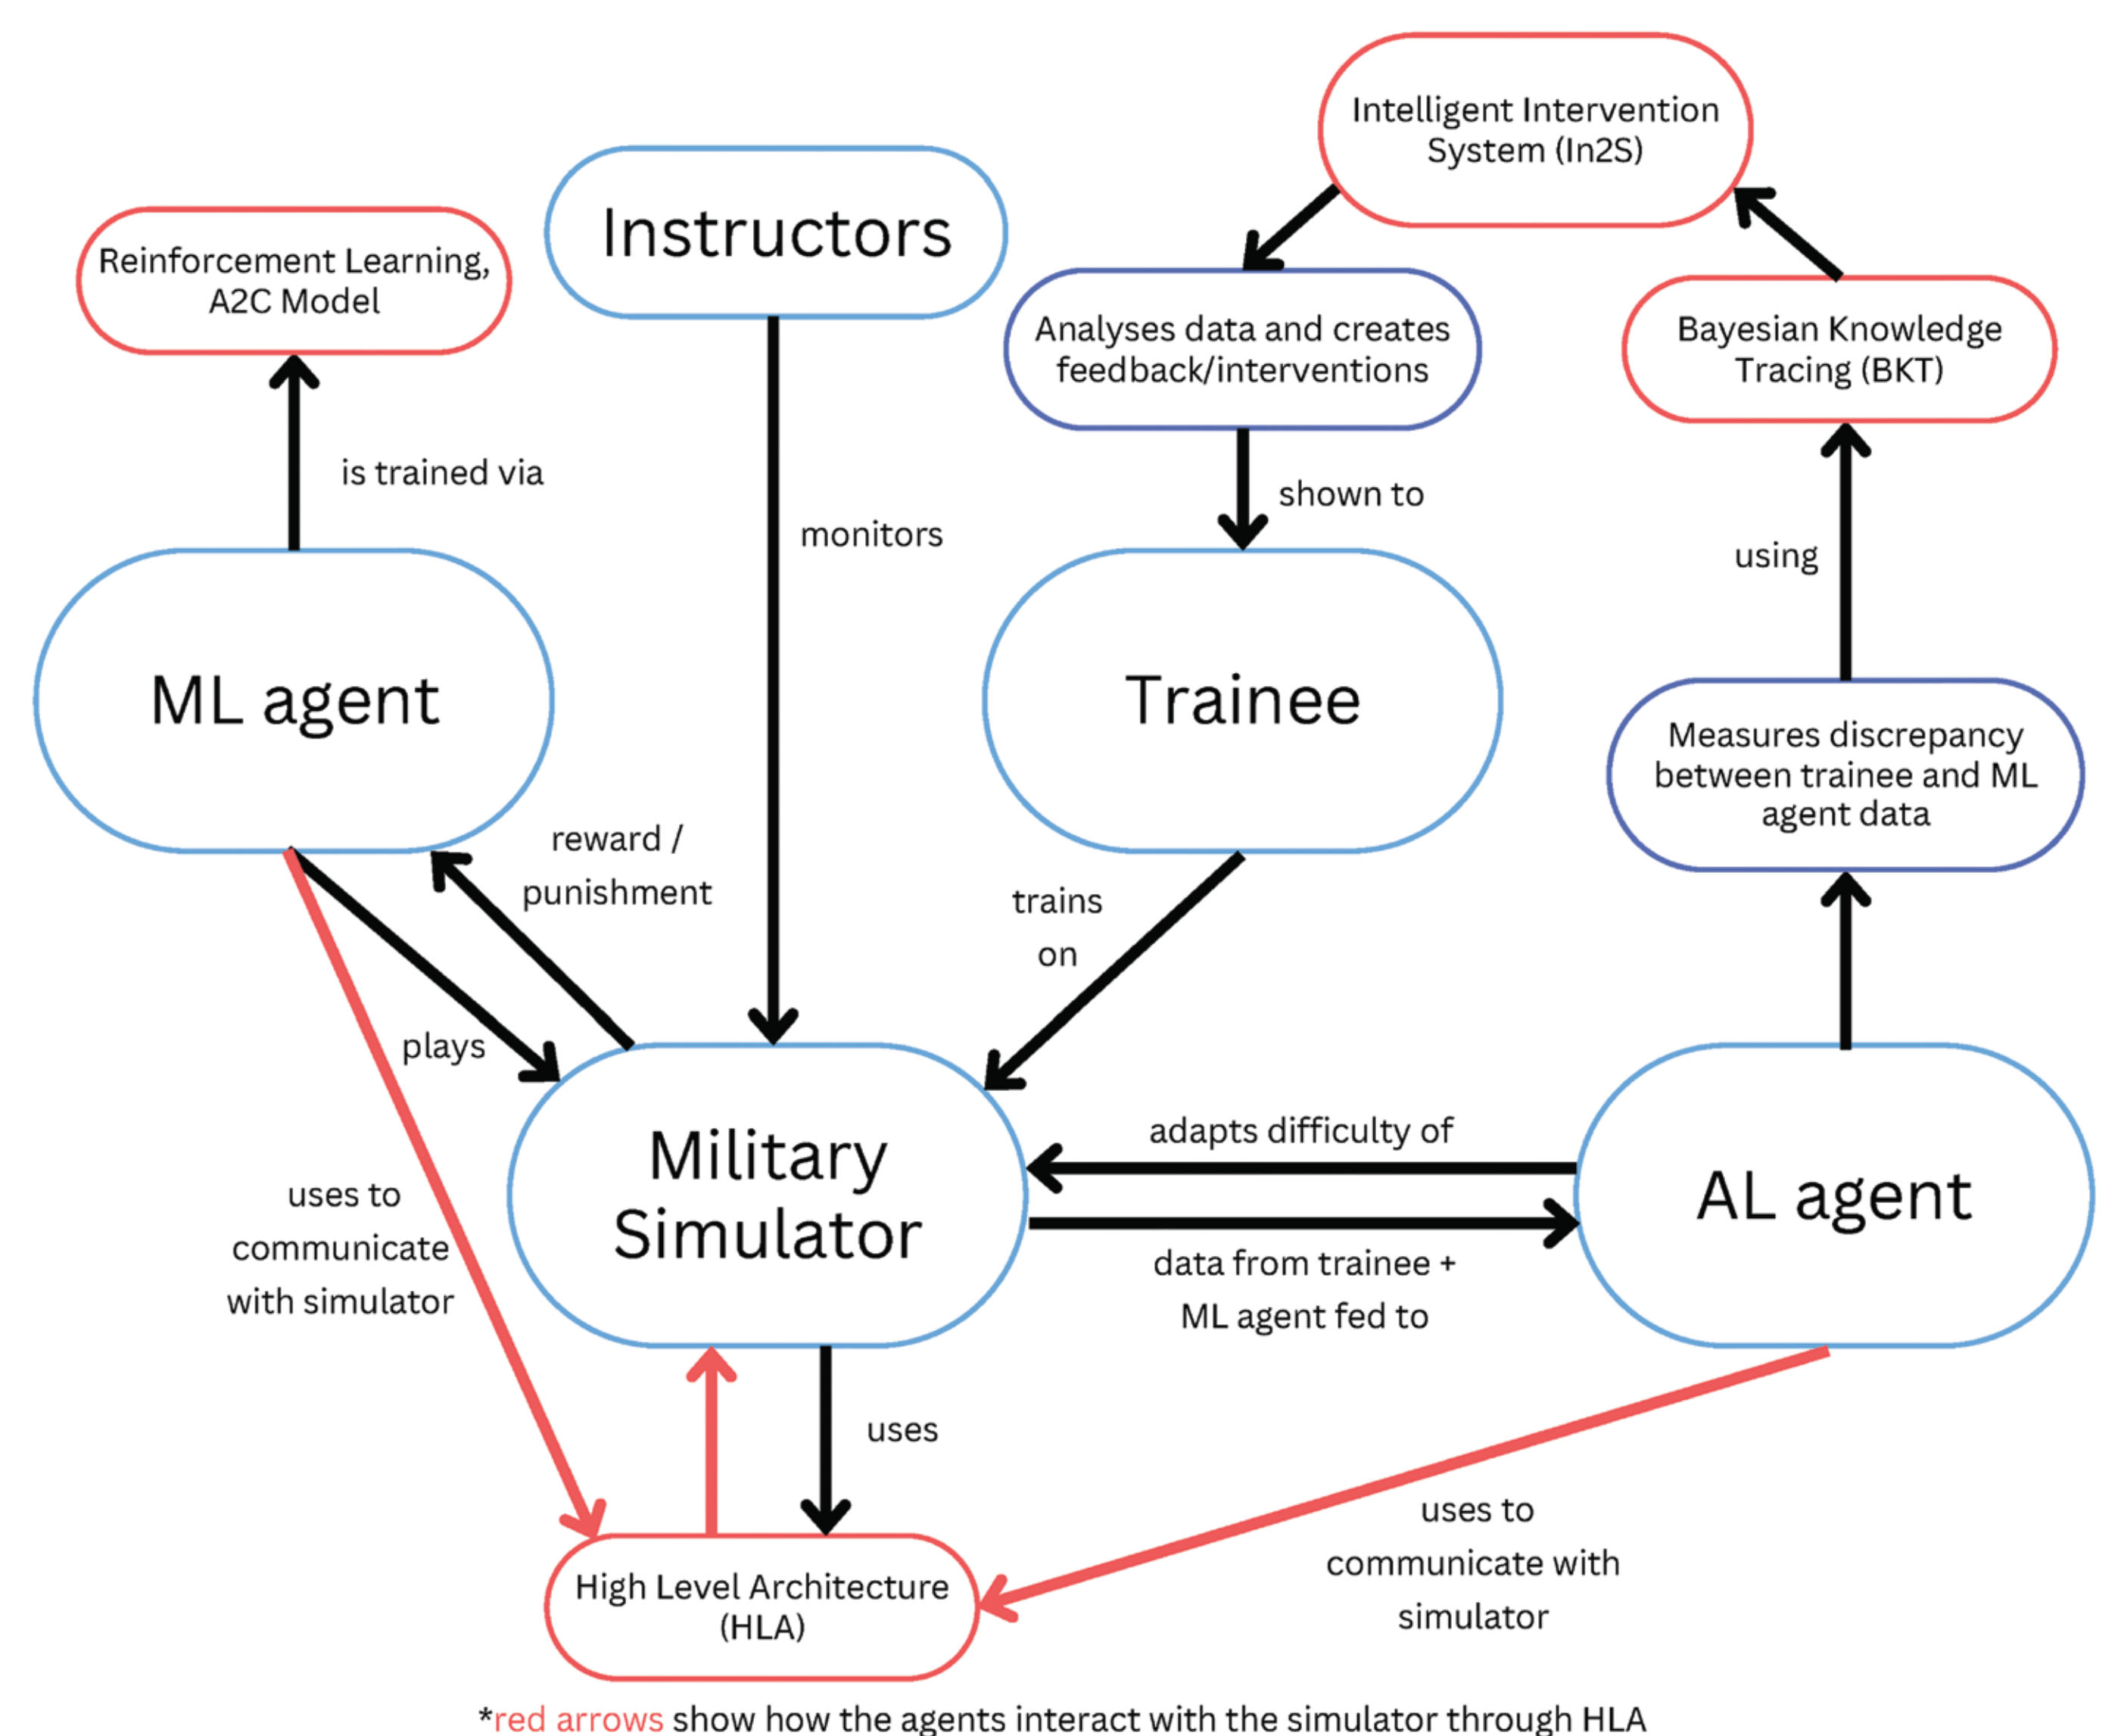 Intelligent Intervention
System (In2S)
Instructors
Reinforcement Learning,
A2C Model
Analyses data and creates
feedback/interventions
Bayesian Knowledge
Tracing (BKT)
is trained via
monitors
shown to
using
ML agent
Trainee
Measures discrepancy
between trainee and ML
agent data
reward /
punishment
trains
on
plays
Military
Simulator
adapts difficulty of
data from trainee +
ML agent fed to
AL agent
uses to
communicate
with simulator
uses
uses to
communicate with
simulator
High Level Architecture
(HLA)
*red arrows show how the agents interact with the simulator through HLA